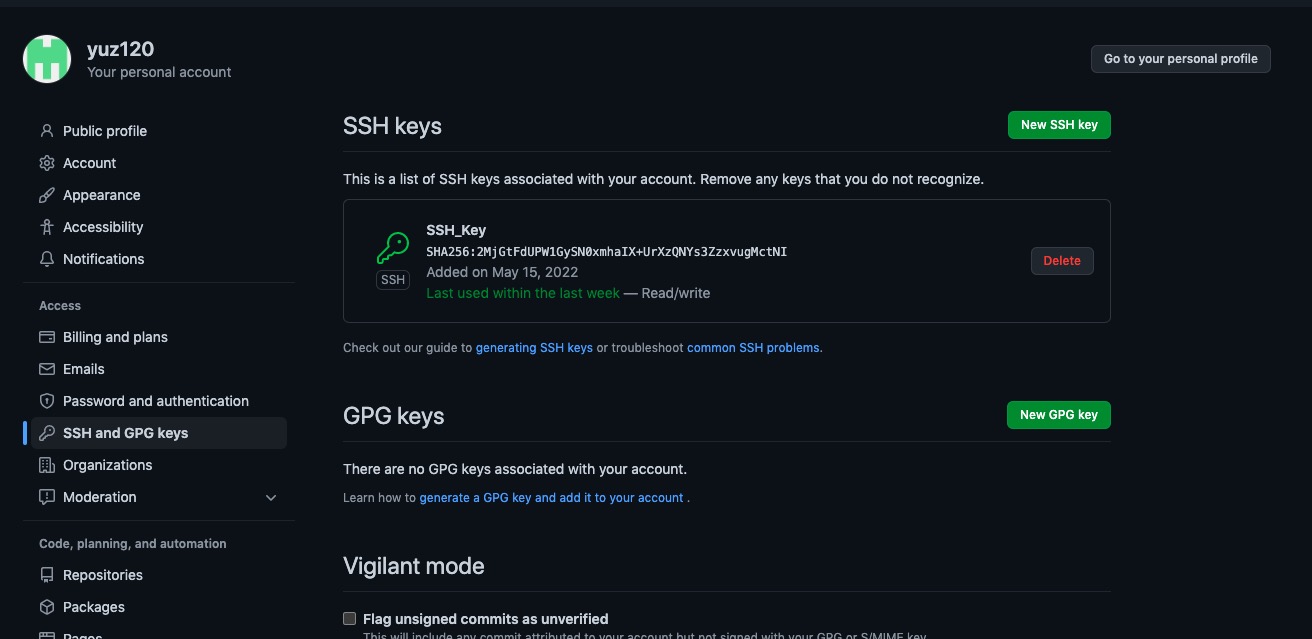 yuz120
Your personal account
Go to your personal profile
Public profile
Account
Appearance
Accessibility
Notifications
Access
Billing and plans
Emails
Password and authentication
SSH and GPG keys
Organizations
Moderation
Code, planning, and automation
Repositories
Packages
Pages
SSH keys
New SSH key
This is a list of SSH keys associated with your account. Remove any keys that you do not recognize.
SSH_Key
SHA256:2MjGtFdUPW1GySN0xmhaIX+UrXzQNYs3ZzxvugMctNI
Added on May 15, 2022
Last used within the last week — Read/write
SSH
Delete
Check out our guide to generating SSH keys or troubleshoot common SSH problems.
GPG keys
New GPG key
There are no GPG keys associated with your account.
Learn how to generate a GPG key and add it to your account .
Vigilant mode
Flag unsigned commits as unverified
This will include any commit attributed to your account but not signed with your GPG or S/MIME key.